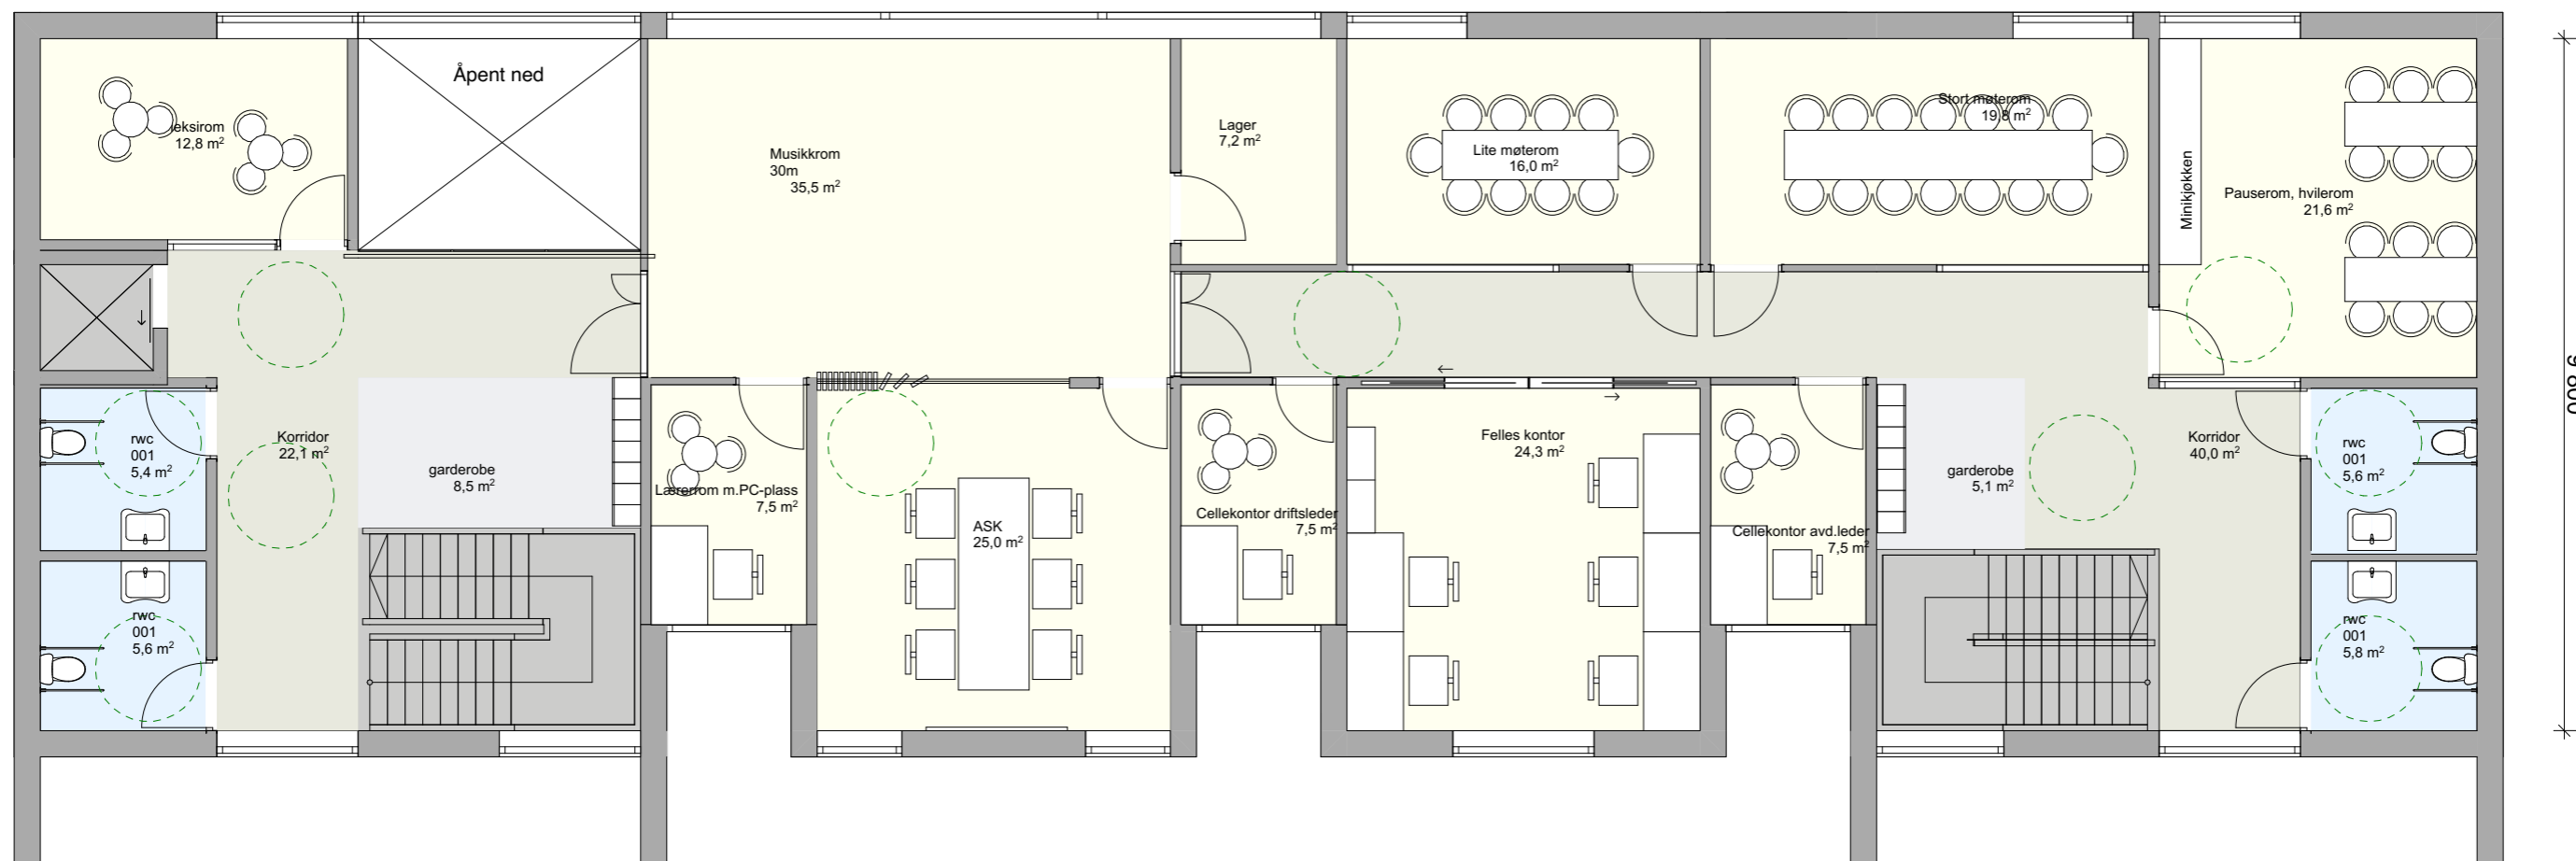 Åpent ned
leksirom
12,8 m²
Musikkrom
30m
35,5 m²
Lager
7,2 m²
Lite møterom
16,0 m²
Stort møterom
19,8 m²
Minikjøkken
Pauserom, hvilerom
21,6 m²
9 800
rwc
001
5,4 m²
Korridor
22,1 m²
garderobe
8,5 m²
Lærerrom m.PC-plass
7,5 m²
ASK
25,0 m²
Cellekontor driftsleder
7,5 m²
Felles kontor
24,3 m²
Cellekontor avd.leder
7,5 m²
garderobe
5,1 m²
Korridor
40,0 m²
rwc
001
5,6 m²
rwc
001
5,6 m²
rwc
001
5,8 m²